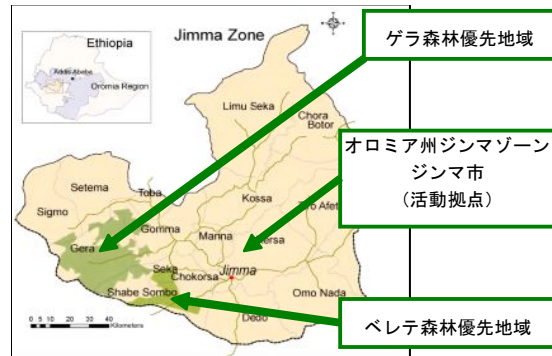 Ethiopia
Addis Ababa
Oromia Region
Jimma Zone
ゲラ森林優先地域
Limu Seka
Chora
Botor
オロミア州ジンマゾーン
ジンマ市
（活動拠点）
Setema
Toba
Sigmo
Kossa
Gomma
Manna
Gera
Seka
Chokorsa
Jimma
Shabe Sombo
Omo Nada
Dedo
ベレテ森林優先地域
0 5 10 20 30 40
Kilometers